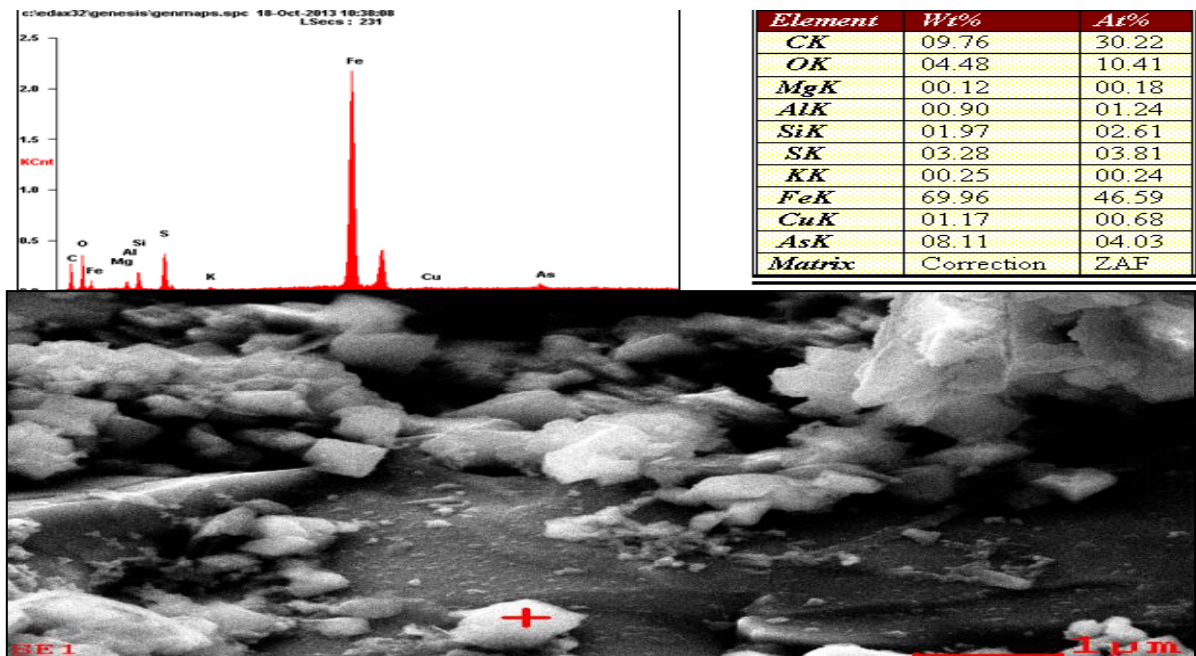 c:\edax32\genesis\genmaps.spc 18-Oct-2013 10:38:08
LSecs : 231
2.5
2.0
1.5
KCnt
1.0
0.5
0.0
C
O
Fe
Mg
Al
Si
S
K
Fe
Cu
As
Element Wt% At%
CK 09.76 30.22
OK 04.48 10.41
MgK 00.12 00.18
AlK 00.90 01.24
SiK 01.97 02.61
SK 03.28 03.81
KK 00.25 00.24
FeK 69.96 46.59
CuK 01.17 00.68
AsK 08.11 04.03
Matrix Correction ZAF
BE1
1µm